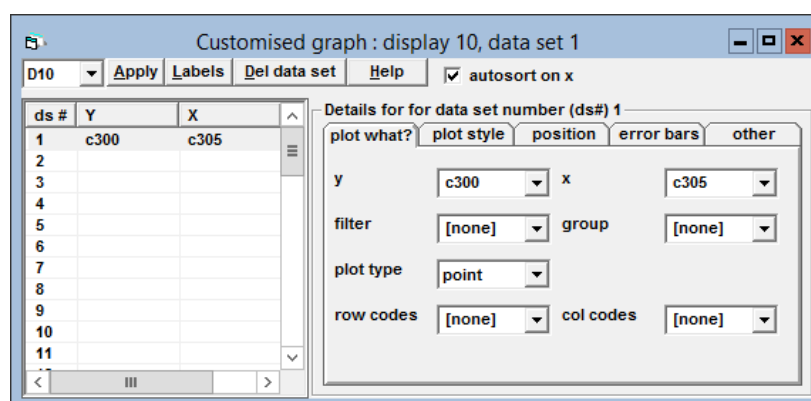 Customised graph : display 10, data set 1
D10 Apply Labels Del data set Help autosort on x
ds # Y X
1 c300 c305
2
3
4
5
6
7
8
9
10
11
Details for for data set number (ds#) 1
plot what? plot style position error bars other
y c300 x c305
filter [none] group [none]
plot type point
row codes [none] col codes [none]